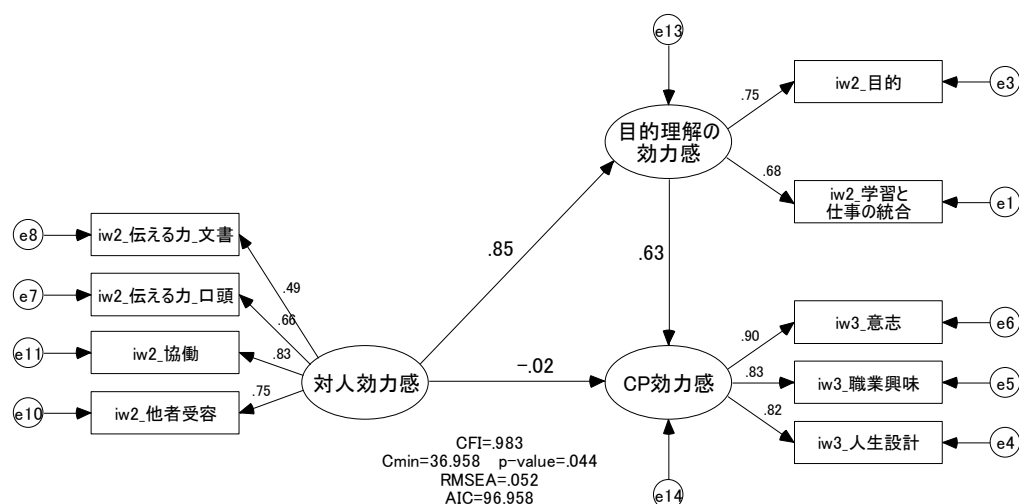 e13
iw2_目的
e3
.75
目的理解の
効力感
.68
iw2_学習と
仕事の統合
e1
e8
iw2_伝える力_文書
.49
.85
.63
e7
iw2_伝える力_口頭
.66
iw3_意志
e6
.90
e11
iw2_協働
.83
対人効力感
-.02
CP効力感
.83
iw3_職業興味
e5
e10
iw2_他者受容
.75
.82
iw3_人生設計
e4
CFI=.983
Cmin=36.958 p-value=.044
RMSEA=.052
AIC=96.958
e14